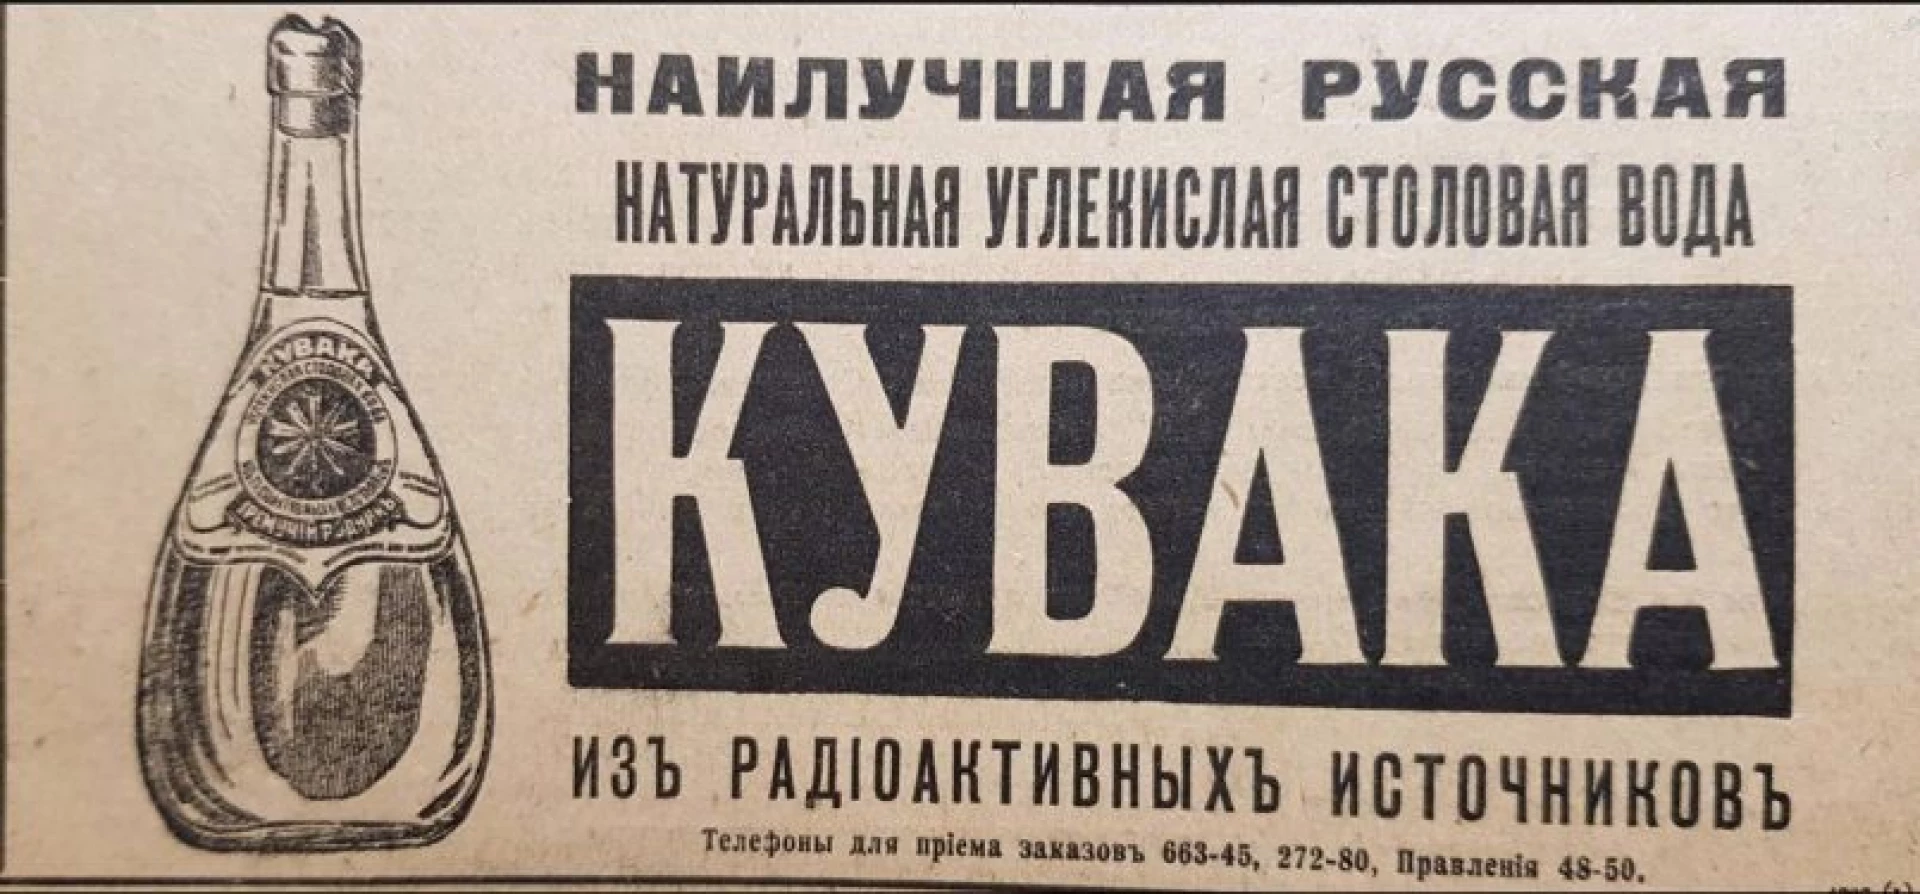 КУВАКА
НАИЛУЧШАЯ РУССКАЯ
НАТУРАЛЬНАЯ УГЛЕКИСЛАЯ СТОЛОВАЯ ВОДА
КУВАКА
ИЗЪ РАДІОАКТИВНЫХЪ ИСТОЧНИКОВЪ
Телефоны для пріема заказовъ 663-45, 272-80, Правленія 48-50.